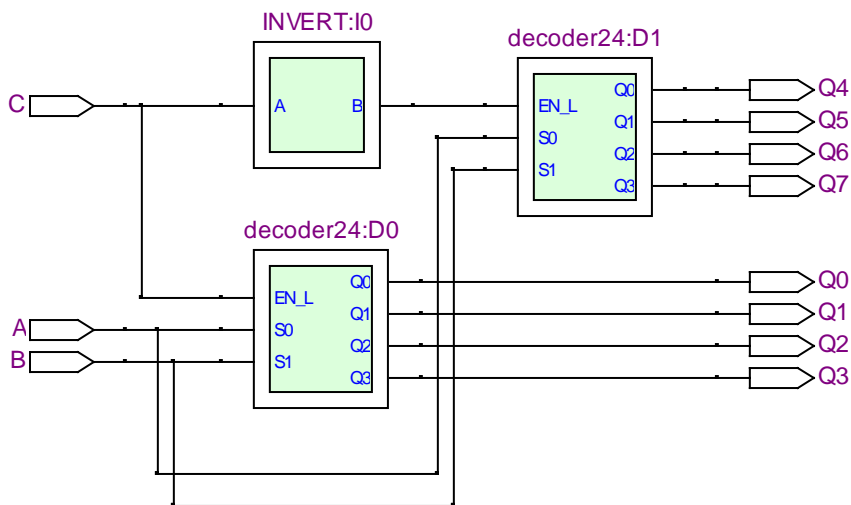 INVERT:I0
decoder24:D1
C
A
B
EN_L
S0
S1
Q0
Q1
Q2
Q3
Q4
Q5
Q6
Q7
decoder24:D0
A
B
EN_L
S0
S1
Q0
Q1
Q2
Q3
Q0
Q1
Q2
Q3